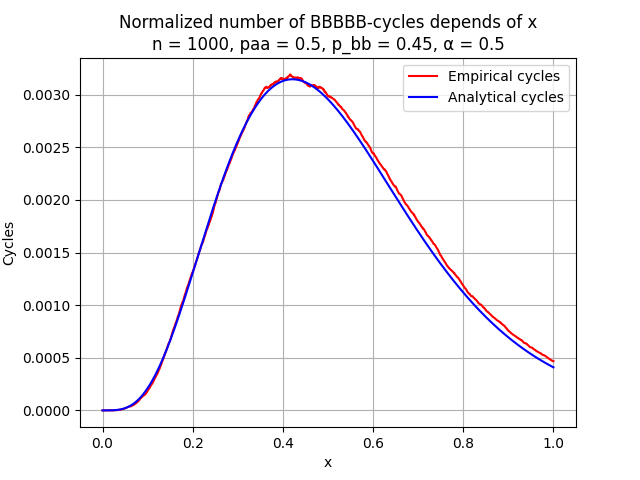 Normalized number of BBBBB-cycles depends of x
n = 1000, paa = 0.5, p_bb = 0.45, α = 0.5
Empirical cycles
Analytical cycles
Cycles
0.0030
0.0025
0.0020
0.0015
0.0010
0.0005
0.0000
0.0 0.2 0.4 0.6 0.8 1.0
x